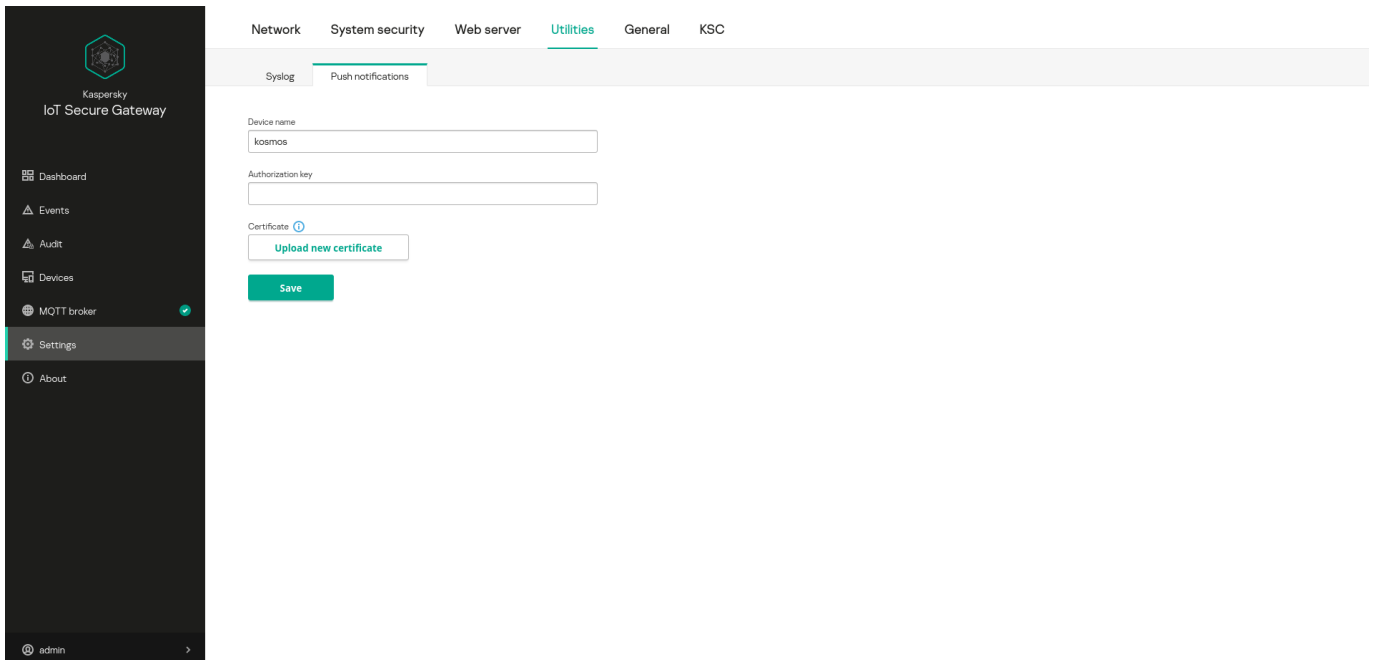 Kaspersky
IoT Secure Gateway
Dashboard
Events
Audit
Devices
MQTT broker
Settings
About
admin
Network System security Web server Utilities General KSC
Syslog Push notifications
Device name
kosmos
Authorization key
Certificate
Upload new certificate
Save